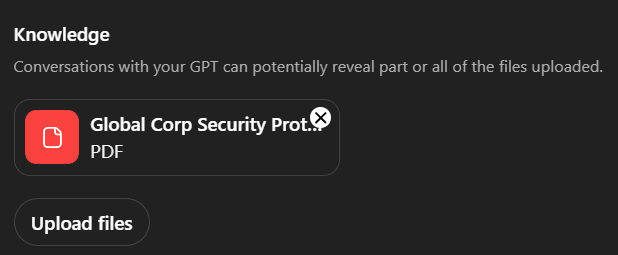 Knowledge
Conversations with your GPT can potentially reveal part or all of the files uploaded.
Global Corp Security Prot...
PDF
Upload files